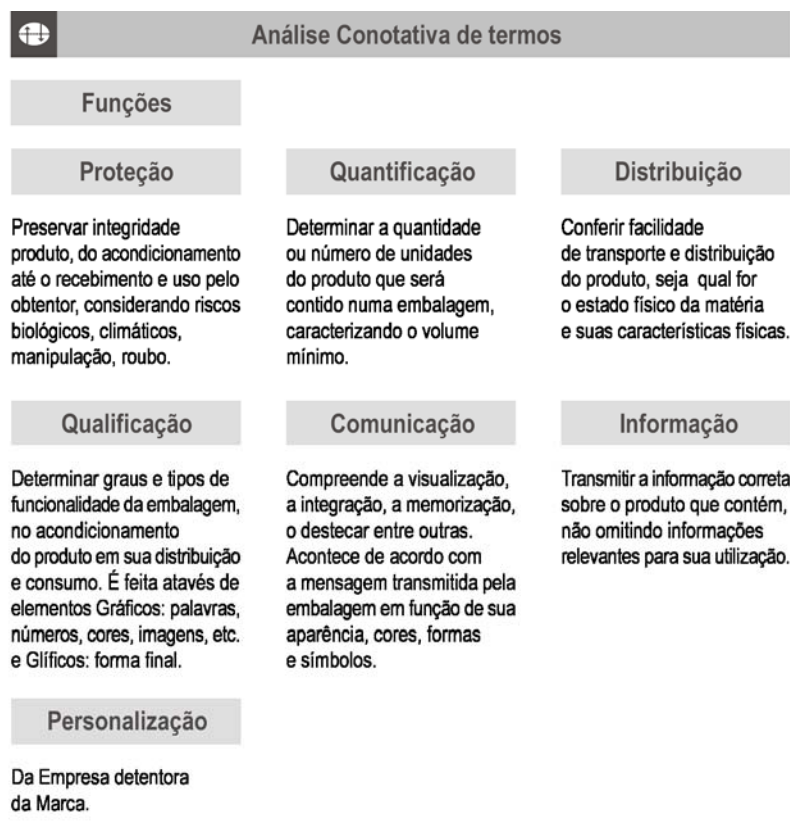 Análise Conotativa de termos
Funções
Proteção
Preservar integridade
produto, do acondicionamento
até o recebimento e uso pelo
obtentor, considerando riscos
biológicos, climáticos,
manipulação, roubo.
Quantificação
Determinar a quantidade
ou número de unidades
do produto que será
contido numa embalagem,
caracterizando o volume
mínimo.
Distribuição
Conferir facilidade
de transporte e distribuição
do produto, seja qual for
o estado físico da matéria
e suas características físicas.
Qualificação
Determinar graus e tipos de
funcionalidade da embalagem,
no acondicionamento
do produto em sua distribuição
e consumo. É feita atavés de
elementos Gráficos: palavras,
números, cores, imagens, etc.
e Glíficos: forma final.
Comunicação
Compreende a visualização,
a integração, a memorização,
o destecar entre outras.
Acontece de acordo com
a mensagem transmitida pela
embalagem em função de sua
aparência, cores, formas
e símbolos.
Informação
Transmitir a informação correta
sobre o produto que contém,
não omitindo informações
relevantes para sua utilização.
Personalização
Da Empresa detentora
da Marca.